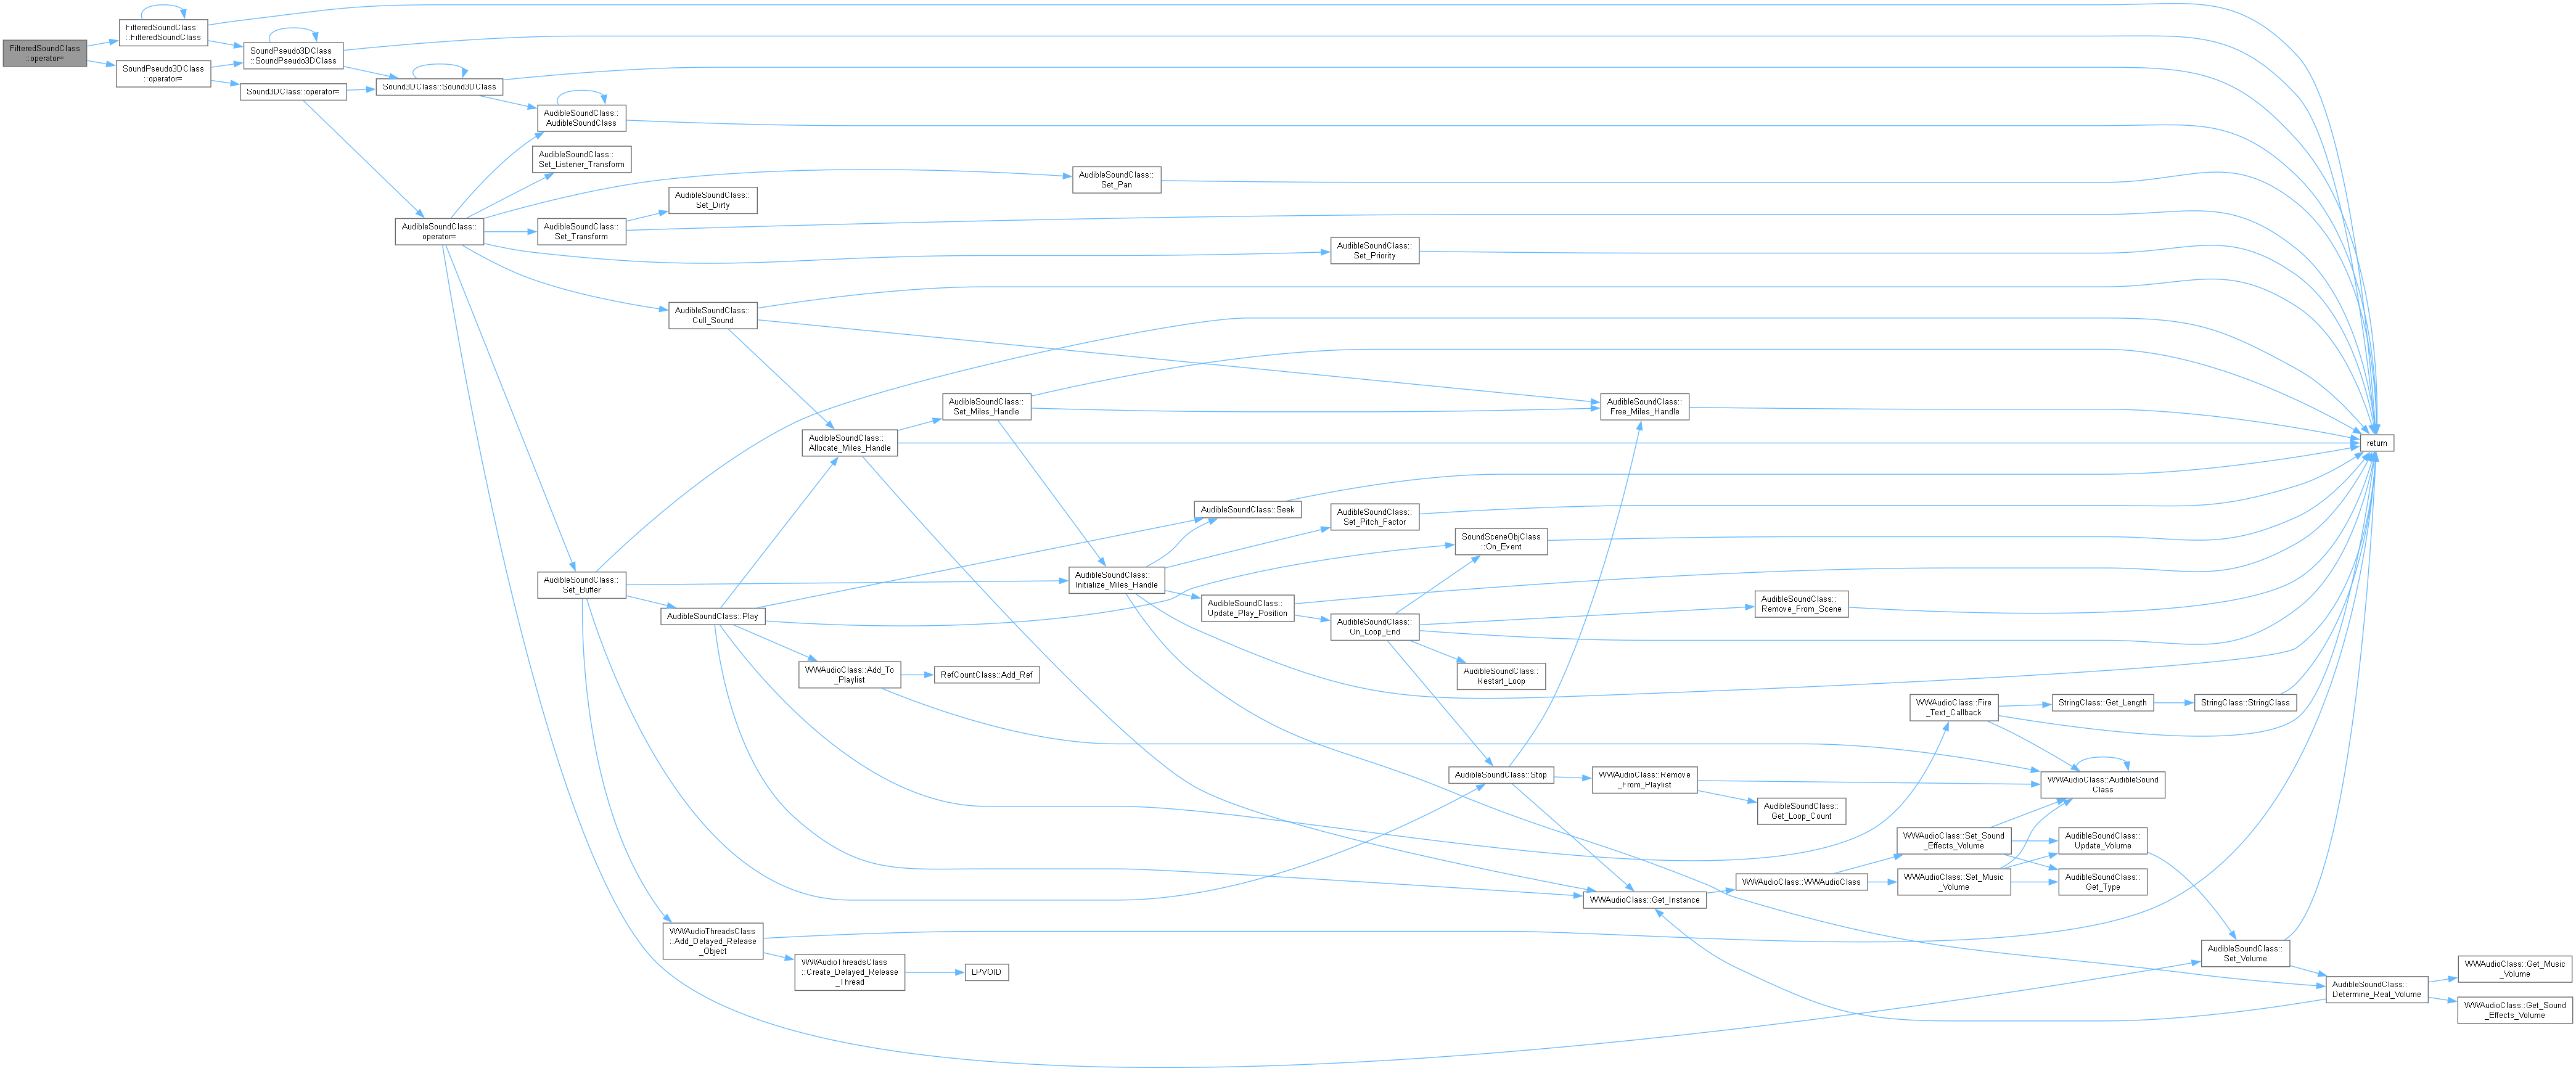 FilteredSoundClass
::operator=
FilteredSoundClass
::FilteredSoundClass
SoundPseudo3DClass
::operator=
SoundPseudo3DClass
::SoundPseudo3DClass
Sound3DClass::operator=
Sound3DClass::Sound3DClass
AudibleSoundClass::
AudibleSoundClass
AudibleSoundClass::
Set_Listener_Transform
AudibleSoundClass::
operator=
AudibleSoundClass::
Set_Pan
AudibleSoundClass::
Set_Dirty
AudibleSoundClass::
Set_Transform
AudibleSoundClass::
Set_Priority
AudibleSoundClass::
Cull_Sound
AudibleSoundClass::
Set_Miles_Handle
AudibleSoundClass::
Free_Miles_Handle
AudibleSoundClass::
Allocate_Miles_Handle
return
AudibleSoundClass::Seek
AudibleSoundClass::
Set_Pitch_Factor
SoundSceneObjClass
::On_Event
AudibleSoundClass::
Set_Buffer
AudibleSoundClass::
Initialize_Miles_Handle
AudibleSoundClass::Play
AudibleSoundClass::
Update_Play_Position
AudibleSoundClass::
Remove_From_Scene
AudibleSoundClass::
On_Loop_End
WWAudioClass::Add_To
_Playlist
RefCountClass::Add_Ref
AudibleSoundClass::
Restart_Loop
WWAudioClass::Fire
_Text_Callback
StringClass::Get_Length
StringClass::StringClass
AudibleSoundClass::Stop
WWAudioClass::Remove
_From_Playlist
WWAudioClass::AudibleSound
Class
AudibleSoundClass::
Get_Loop_Count
WWAudioClass::Set_Sound
_Effects_Volume
AudibleSoundClass::
Update_Volume
WWAudioClass::WWAudioClass
WWAudioClass::Set_Music
_Volume
AudibleSoundClass::
Get_Type
WWAudioClass::Get_Instance
WWAudioThreadsClass
::Add_Delayed_Release
_Object
WWAudioThreadsClass
::Create_Delayed_Release
_Thread
LPVOID
AudibleSoundClass::
Set_Volume
AudibleSoundClass::
Determine_Real_Volume
WWAudioClass::Get_Music
_Volume
WWAudioClass::Get_Sound
_Effects_Volume